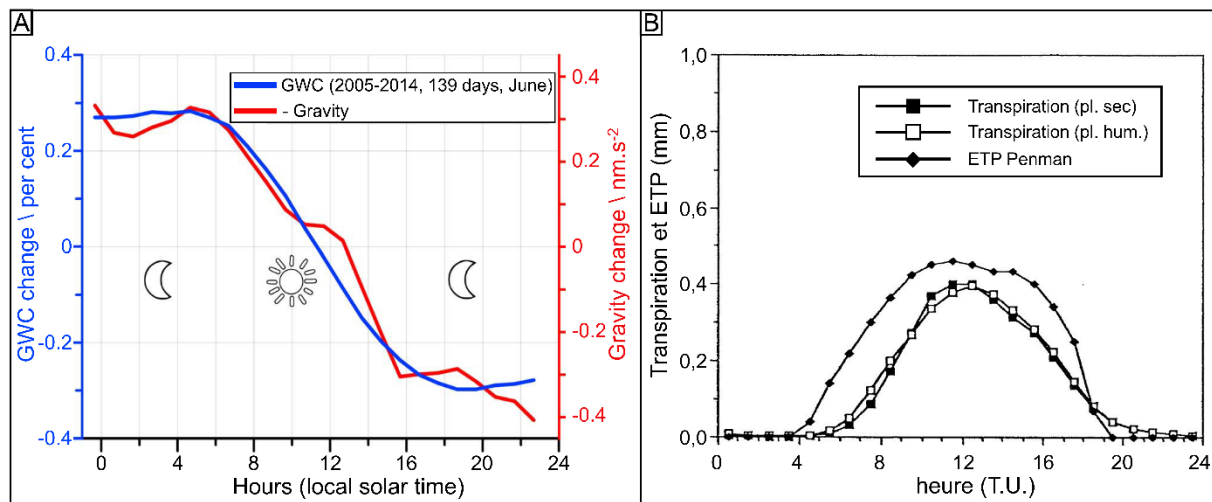 A
GWC change \ per cent
0.4
0.2
0
-0.2
-0.4
GWC (2005-2014, 139 days, June)
- Gravity
0.4
0.2
0
-0.2
-0.4
Gravity change \ nm.s-2
0 4 8 12 16 20 24
Hours (local solar time)
B
Transpiration et ETP (mm)
1,0
0,8
0,6
0,4
0,2
0,0
Transpiration (pl. sec)
Transpiration (pl. hum.)
ETP Penman
0 4 8 12 16 20 24
heure (T.U.)